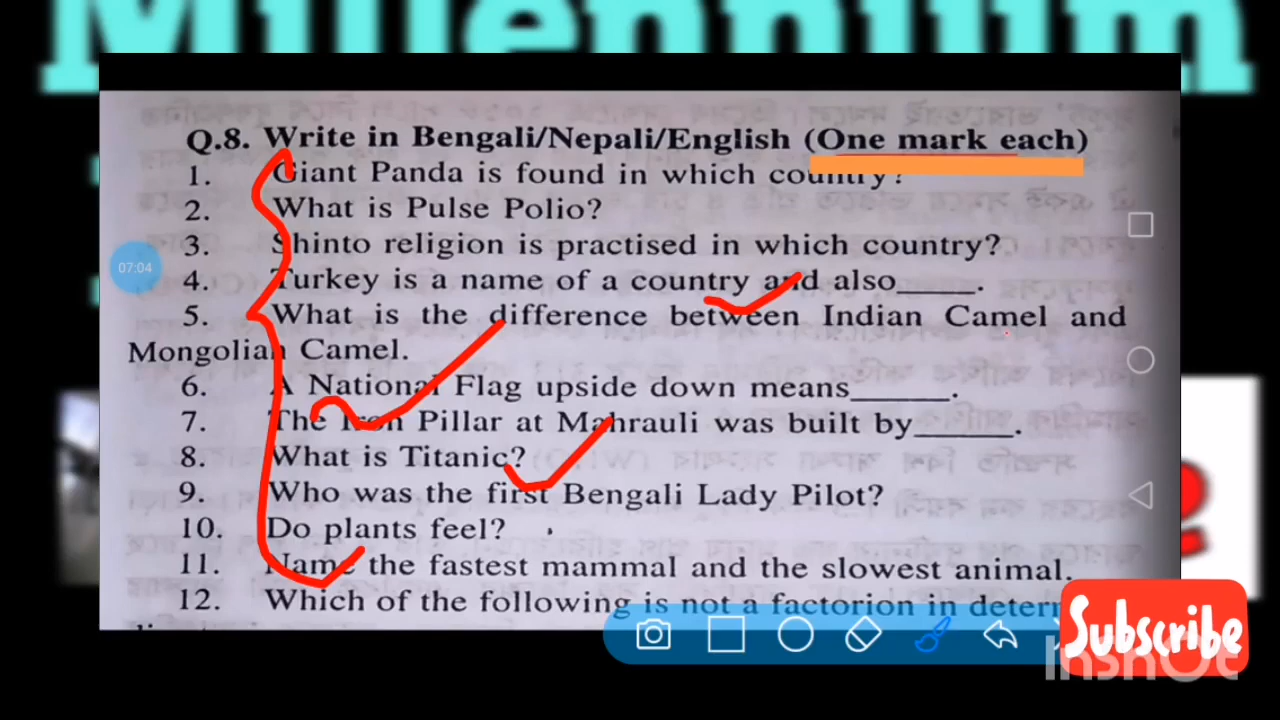 Millennium
Q.8. Write in Bengali/Nepali/English (One mark each)
1. Giant Panda is found in which country?
2. What is Pulse Polio?
3. Shinto religion is practised in which country?
07:04
4. Turkey is a name of a country and also_____.
5. What is the difference between Indian Camel and
Mongolian Camel.
6. A National Flag upside down means______.
7. The Iron Pillar at Mahrauli was built by______.
8. What is Titanic?
9. Who was the first Bengali Lady Pilot?
10. Do plants feel?
11. Name the fastest mammal and the slowest animal.
12. Which of the following is not a factorion in
Subscribe
InShOt